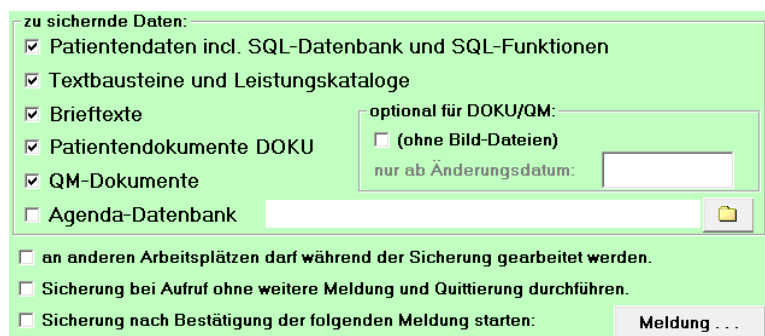 zu sichernde Daten:
Patientendaten incl. SQL-Datenbank und SQL-Funktionen
Textbausteine und Leistungskataloge
Brieftexte
optional für DOKU/QM:
(ohne Bild-Dateien)
Patientendokumente DOKU
nur ab Änderungsdatum:
QM-Dokumente
Agenda-Datenbank
an anderen Arbeitsplätzen darf während der Sicherung gearbeitet werden.
Sicherung bei Aufruf ohne weitere Meldung und Quittierung durchführen.
Sicherung nach Bestätigung der folgenden Meldung starten: Meldung . . .